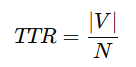 TTR = |V| / N